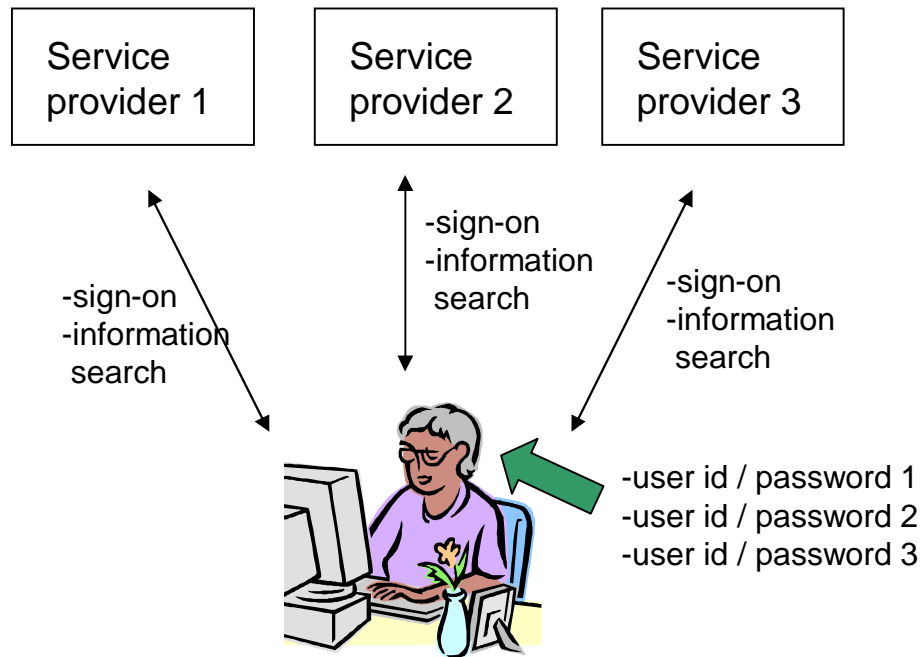 Service
provider 1
Service
provider 2
Service
provider 3
-sign-on
-information
search
-sign-on
-information
search
-sign-on
-information
search
-user id / password 1
-user id / password 2
-user id / password 3